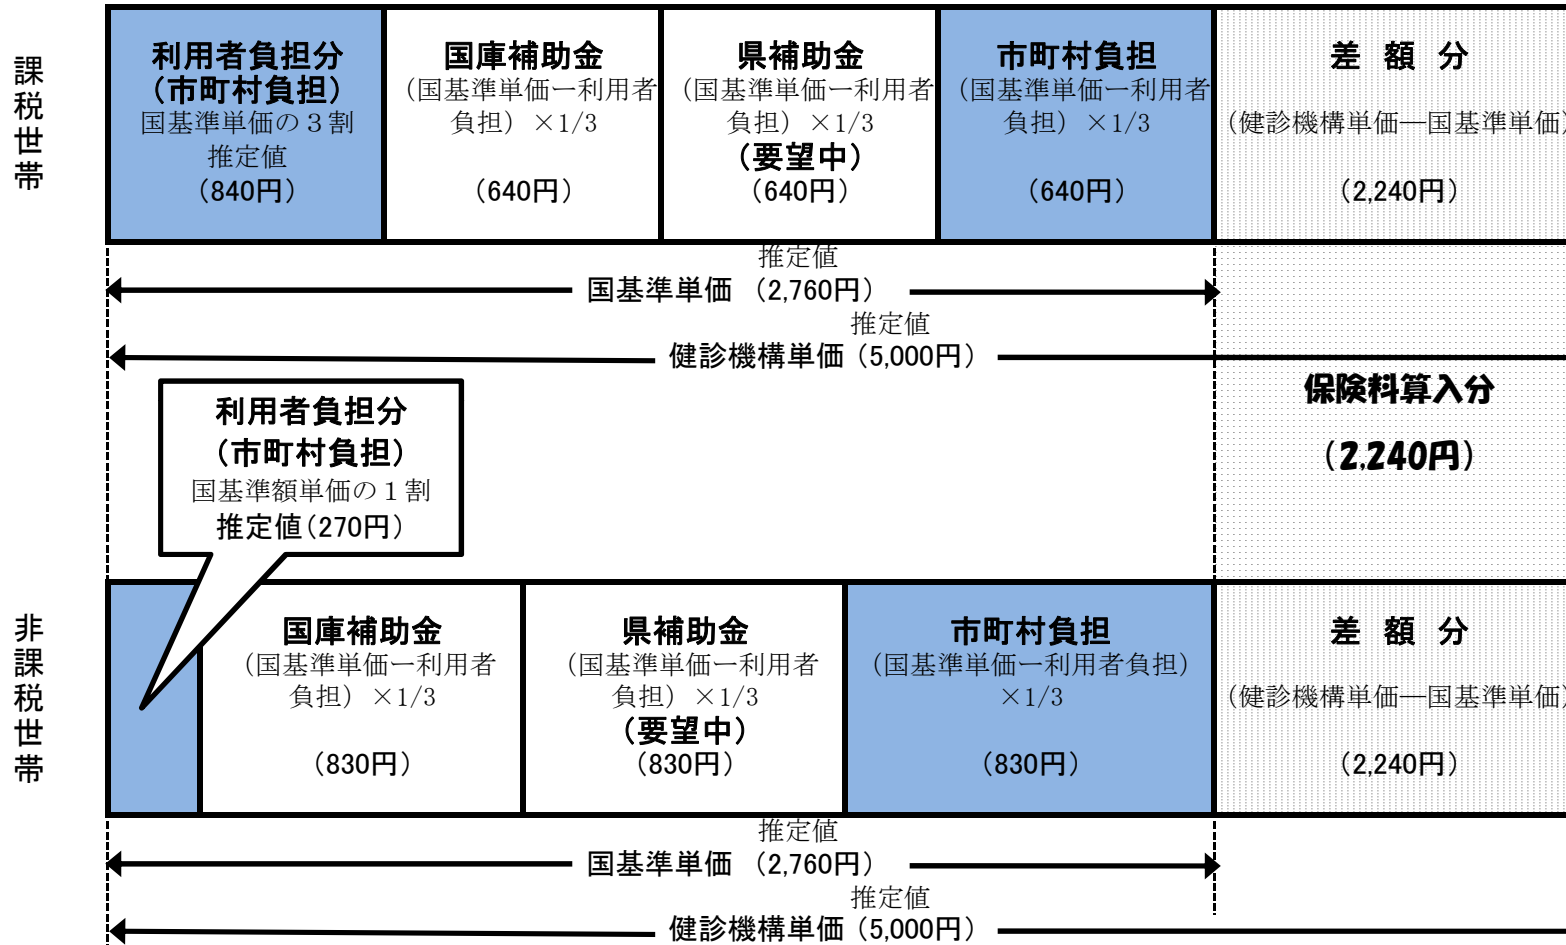 課税世帯
利用者負担分
（市町村負担）
国基準単価の３割
推定値
（840円）
国庫補助金
（国基準単価ー利用者
負担）×1/3
（640円）
県補助金
（国基準単価ー利用者
負担）×1/3
（要望中）
（640円）
市町村負担
（国基準単価ー利用者
負担）×1/3
（640円）
差 額 分
（健診機構単価―国基準単価）
（2,240円）
推定値
国基準単価 （2,760円）
推定値
健診機構単価（5,000円）
保険料算入分
（2,240円）
利用者負担分
（市町村負担）
国基準額単価の１割
推定値（270円）
非課税世帯
国庫補助金
（国基準単価ー利用者
負担）×1/3
（830円）
県補助金
（国基準単価ー利用者
負担）×1/3
（要望中）
（830円）
市町村負担
（国基準単価ー利用者負担）
×1/3
（830円）
差 額 分
（健診機構単価―国基準単価）
（2,240円）
推定値
国基準単価 （2,760円）
推定値
健診機構単価（5,000円）